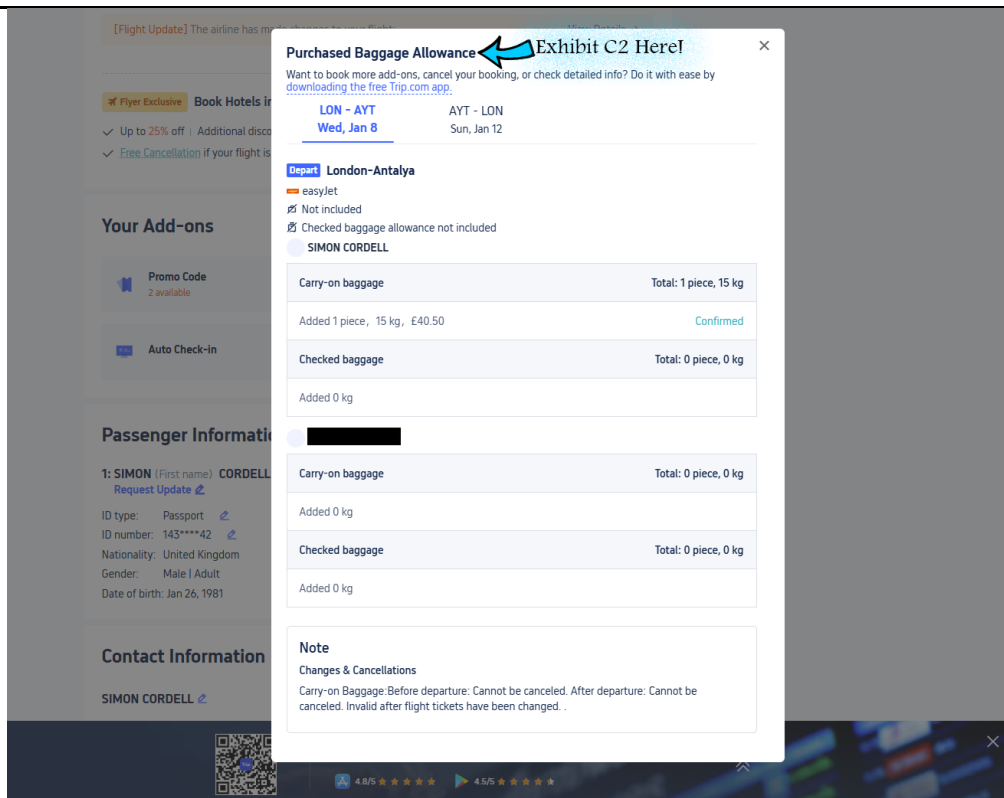 [Flight Update] The airline has made changes to your flight: View Details
Purchased Baggage Allowance
Exhibit C2 Here!
Want to book more add-ons, cancel your booking, or check detailed info? Do it with ease by
downloading the free Trip.com app.
LON - AYT
Wed, Jan 8
AYT - LON
Sun, Jan 12
Depart London-Antalya
easyJet
Not included
Checked baggage allowance not included
SIMON CORDELL
Carry-on baggage Total: 1 piece, 15 kg
Added 1 piece, 15 kg, £40.50 Confirmed
Checked baggage Total: 0 piece, 0 kg
Added 0 kg
Carry-on baggage Total: 0 piece, 0 kg
Added 0 kg
Checked baggage Total: 0 piece, 0 kg
Added 0 kg
Note
Changes & Cancellations
Carry-on Baggage:Before departure: Cannot be canceled. After departure: Cannot be
canceled. Invalid after flight tickets have been changed. .
Flyer Exclusive Book Hotels in
Up to 25% off | Additional disco
Free Cancellation if your flight is
Your Add-ons
Promo Code
2 available
Auto Check-in
Passenger Informati
1: SIMON (First name) CORDELL
Request Update
ID type: Passport
ID number: 143****42
Nationality: United Kingdom
Gender: Male | Adult
Date of birth: Jan 26, 1981
Contact Information
SIMON CORDELL
4.8/5
4.5/5